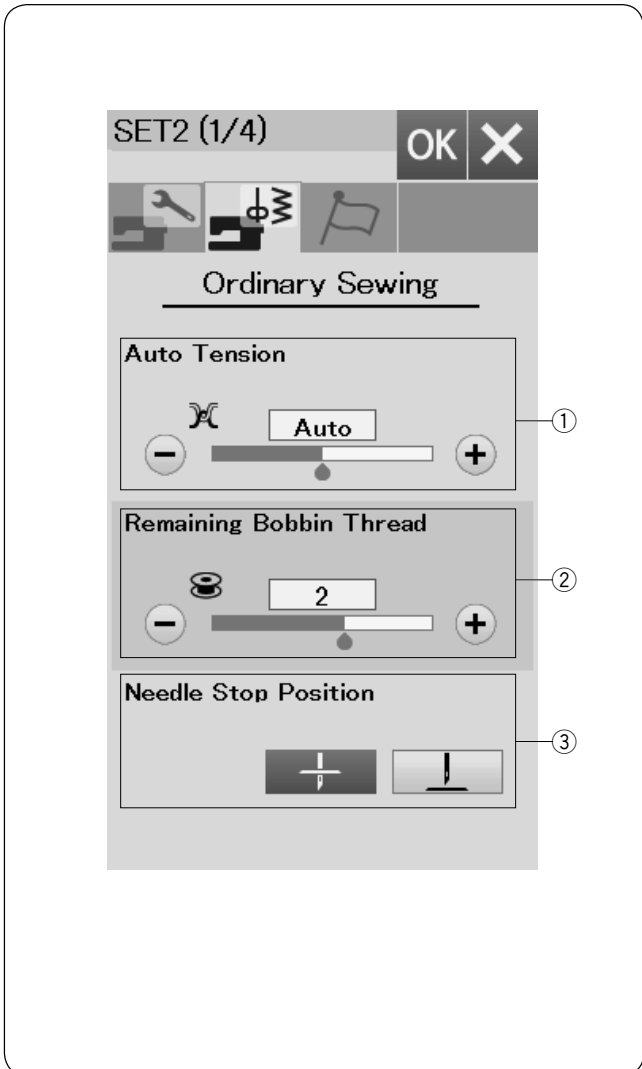 SET2 (1/4)
OK
Ordinary Sewing
Auto Tension
Auto
①
Remaining Bobbin Thread
2
②
Needle Stop Position
③